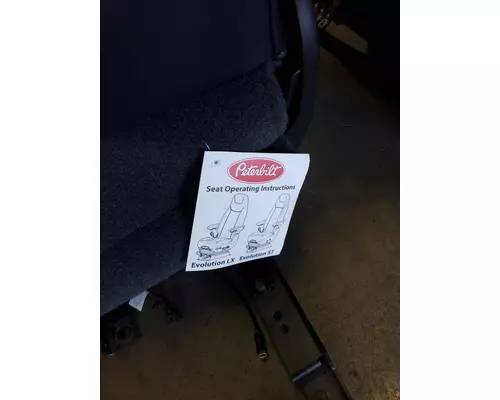 Peterbilt
Seat Operating Instructions
Evolution LX Evolution ST